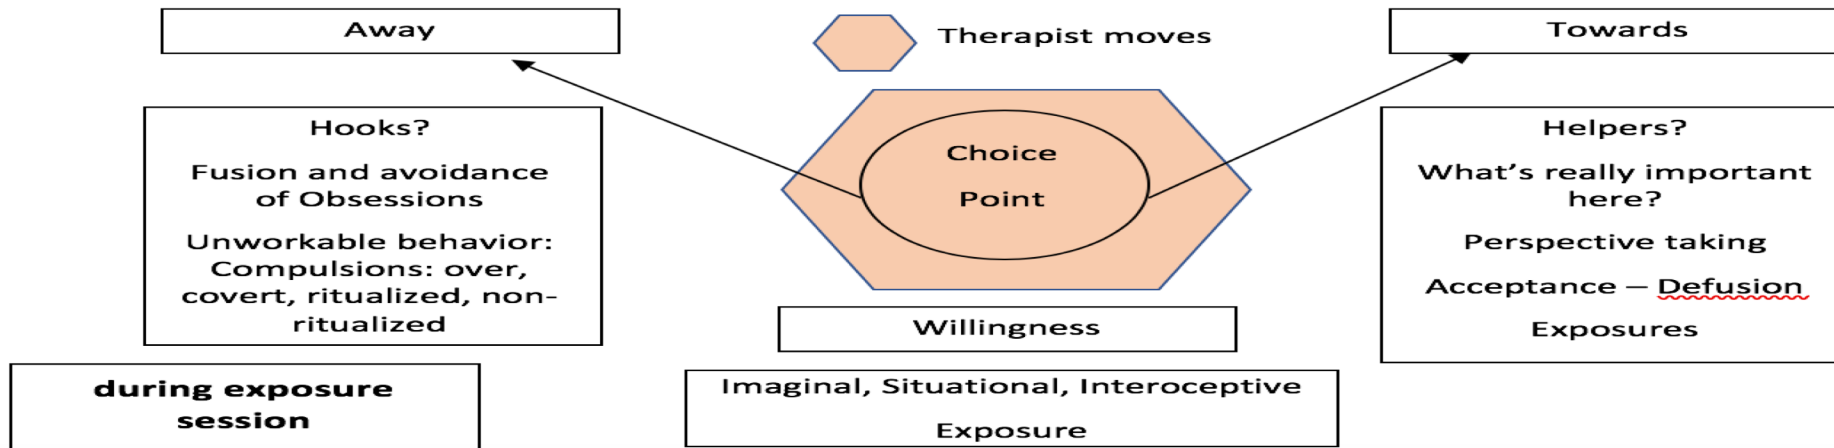 Away
Therapist moves
Towards
Hooks?
Fusion and avoidance
of Obsessions
Unworkable behavior:
Compulsions: over,
covert, ritualized, non-
ritualized
Choice
Point
Helpers?
What's really important
here?
Perspective taking
Acceptance – Defusion
Exposures
Willingness
during exposure
session
Imaginal, Situational, Interoceptive
Exposure